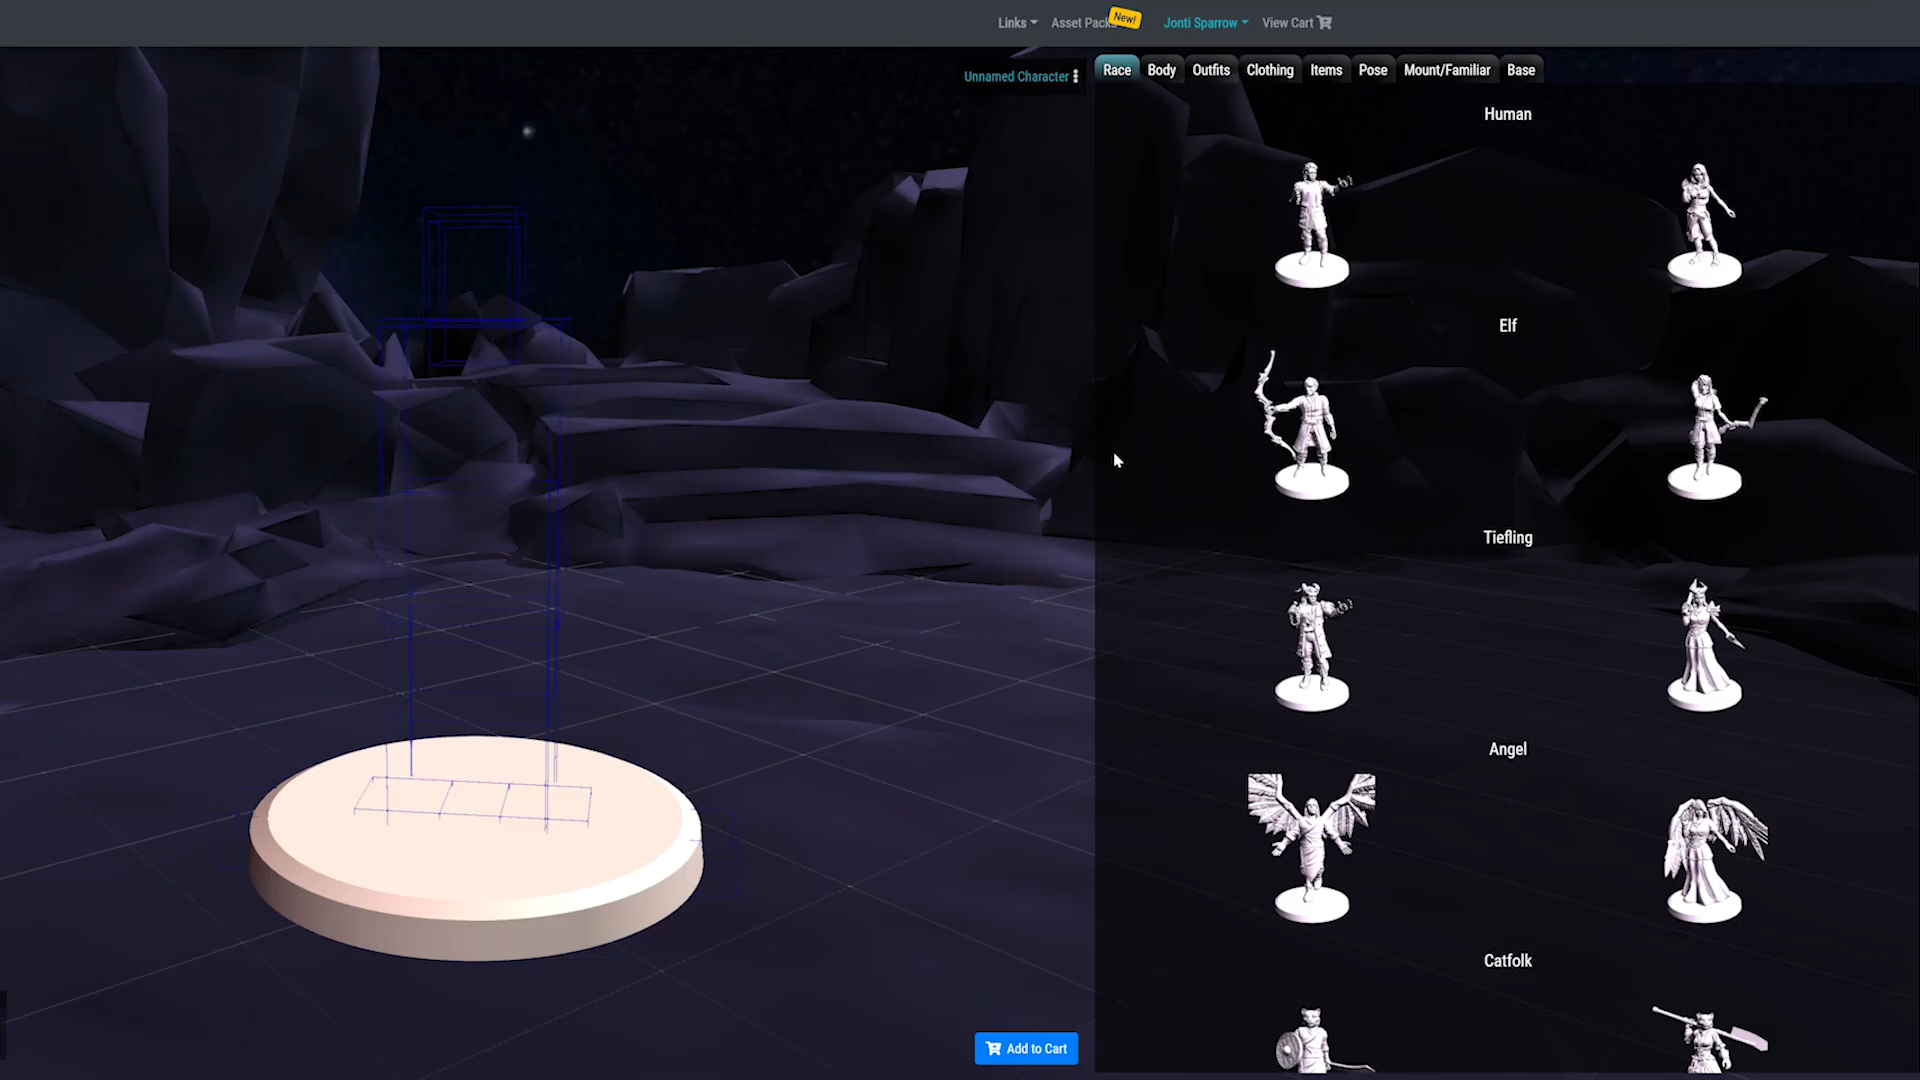 Links
Asset Packs
New!
Jonti Sparrow
View Cart
Unnamed Character
Race
Body
Outfits
Clothing
Items
Pose
Mount/Familiar
Base
Human
Elf
Tiefling
Angel
Catfolk
Add to Cart